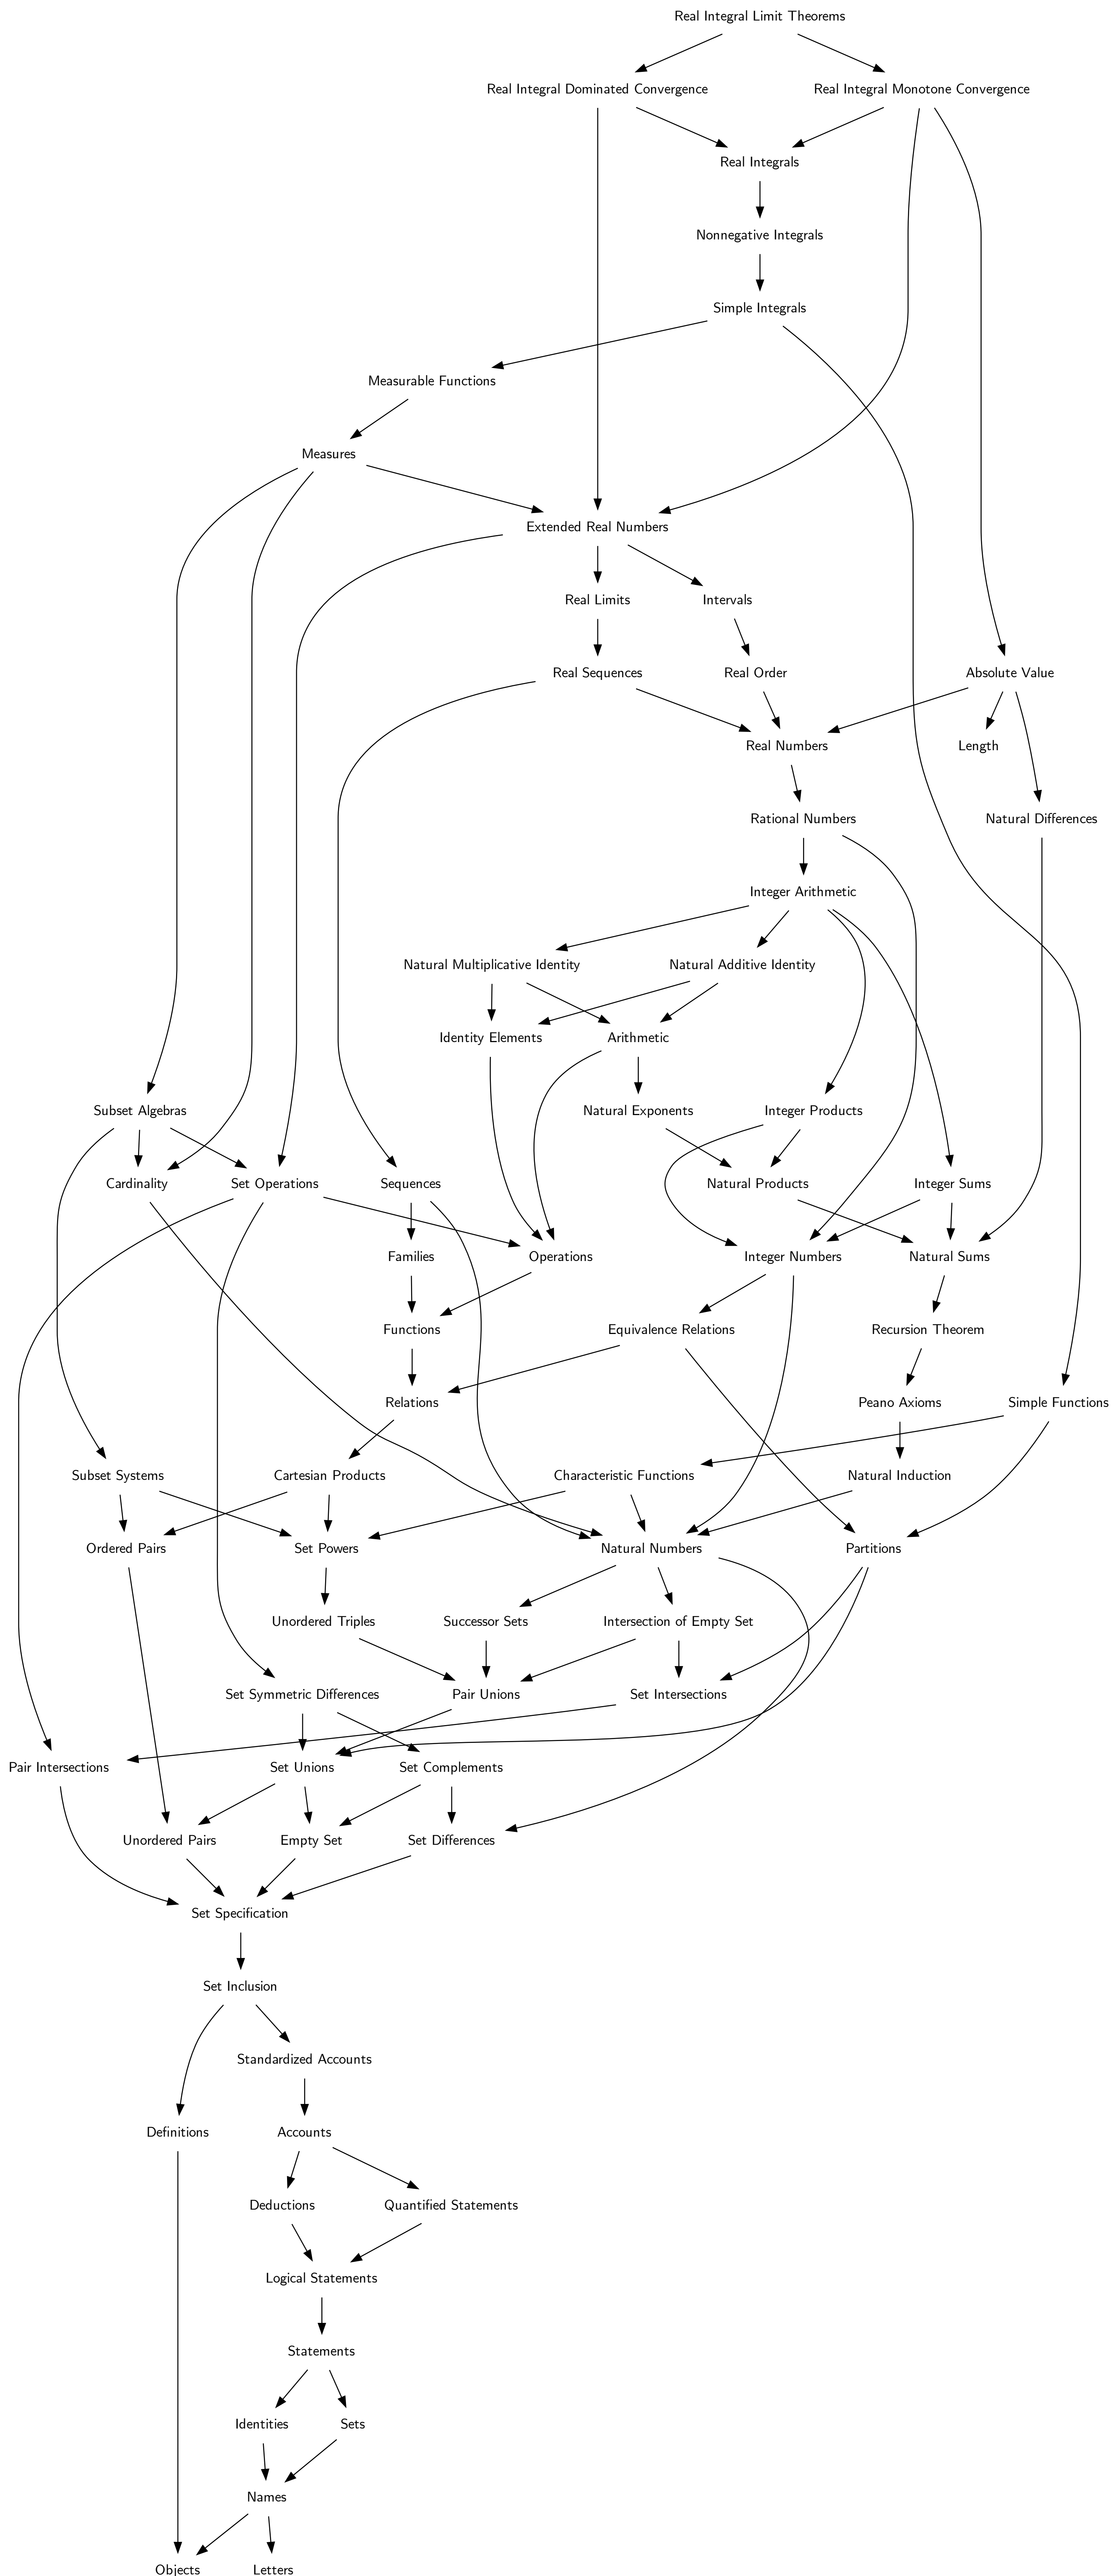 Real Integral Limit Theorems
Real Integral Dominated Convergence
Real Integral Monotone Convergence
Real Integrals
Nonnegative Integrals
Simple Integrals
Measurable Functions
Measures
Extended Real Numbers
Real Limits
Intervals
Real Sequences
Real Order
Absolute Value
Real Numbers
Length
Rational Numbers
Natural Differences
Integer Arithmetic
Natural Multiplicative Identity
Natural Additive Identity
Identity Elements
Arithmetic
Subset Algebras
Natural Exponents
Integer Products
Cardinality
Set Operations
Sequences
Natural Products
Integer Sums
Families
Operations
Integer Numbers
Natural Sums
Functions
Equivalence Relations
Recursion Theorem
Relations
Peano Axioms
Simple Functions
Subset Systems
Cartesian Products
Characteristic Functions
Natural Induction
Ordered Pairs
Set Powers
Natural Numbers
Partitions
Unordered Triples
Successor Sets
Intersection of Empty Set
Set Symmetric Differences
Pair Unions
Set Intersections
Pair Intersections
Set Unions
Set Complements
Unordered Pairs
Empty Set
Set Differences
Set Specification
Set Inclusion
Standardized Accounts
Definitions
Accounts
Deductions
Quantified Statements
Logical Statements
Statements
Identities
Sets
Names
Objects
Letters